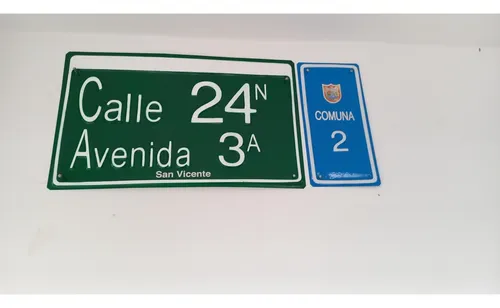 Calle 24N
Avenida 3A
San Vicente
COMUNA
2